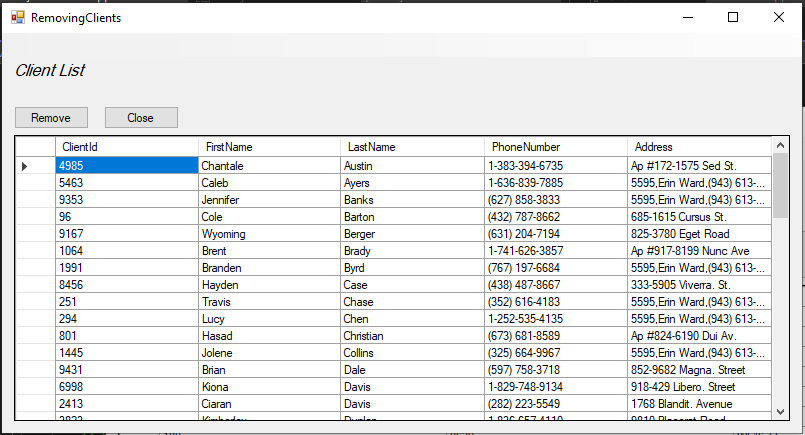 RemovingClients
Client List
Remove Close
ClientId FirstName LastName PhoneNumber Address
4985 Chantale Austin 1-383-394-6735 Ap #172-1575 Sed St.
5463 Caleb Ayers 1-636-839-7885 5595,Erin Ward,(943) 613-...
9353 Jennifer Banks (627) 858-3833 5595,Erin Ward,(943) 613-...
96 Cole Barton (432) 787-8662 685-1615 Cursus St.
9167 Wyoming Berger (631) 204-7194 825-3780 Eget Road
1064 Brent Brady 1-741-626-3857 Ap #917-8199 Nunc Ave
1991 Branden Byrd (767) 197-6684 5595,Erin Ward,(943) 613-...
8456 Hayden Case (438) 487-8667 333-5905 Viverra. St.
251 Travis Chase (352) 616-4183 5595,Erin Ward,(943) 613-...
294 Lucy Chen 1-252-535-4135 5595,Erin Ward,(943) 613-...
801 Hasad Christian (673) 681-8589 Ap #824-6190 Dui Av.
1445 Jolene Collins (325) 664-9967 5595,Erin Ward,(943) 613-...
9431 Brian Dale (597) 758-3718 852-9682 Magna. Street
6998 Kiona Davis 1-829-748-9134 918-429 Libero. Street
2413 Ciaran Davis (282) 223-5549 1768 Blandit. Avenue